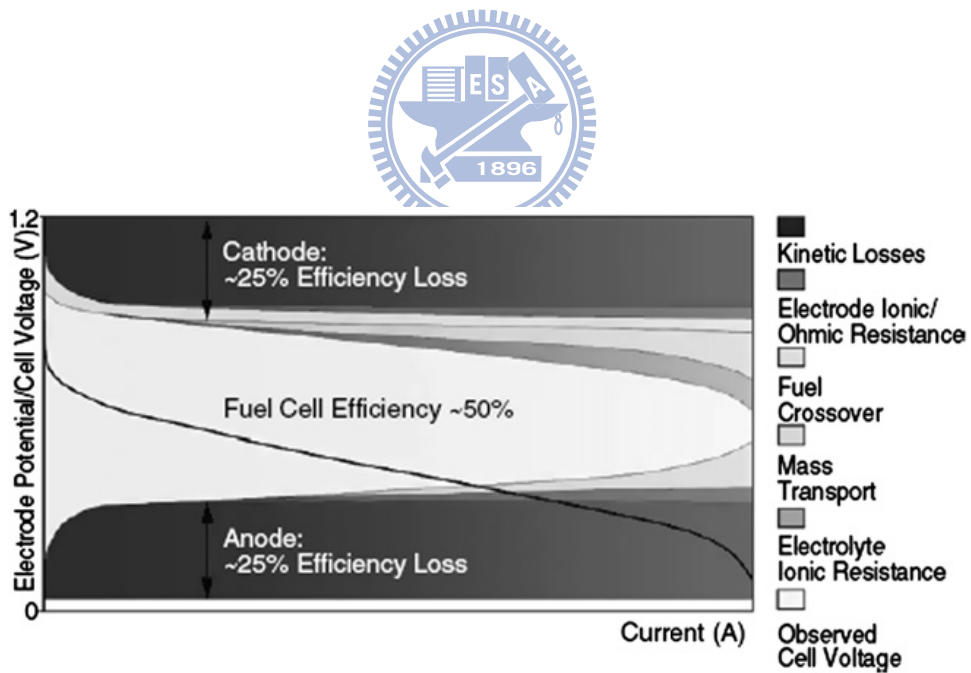 E S A
1896
1.2
Electrode Potential/Cell Voltage (V)
0
Cathode:
~25% Efficiency Loss
Fuel Cell Efficiency ~50%
Anode:
~25% Efficiency Loss
Current (A)
Kinetic Losses
Electrode Ionic/
Ohmic Resistance
Fuel
Crossover
Mass
Transport
Electrolyte
Ionic Resistance
Observed
Cell Voltage